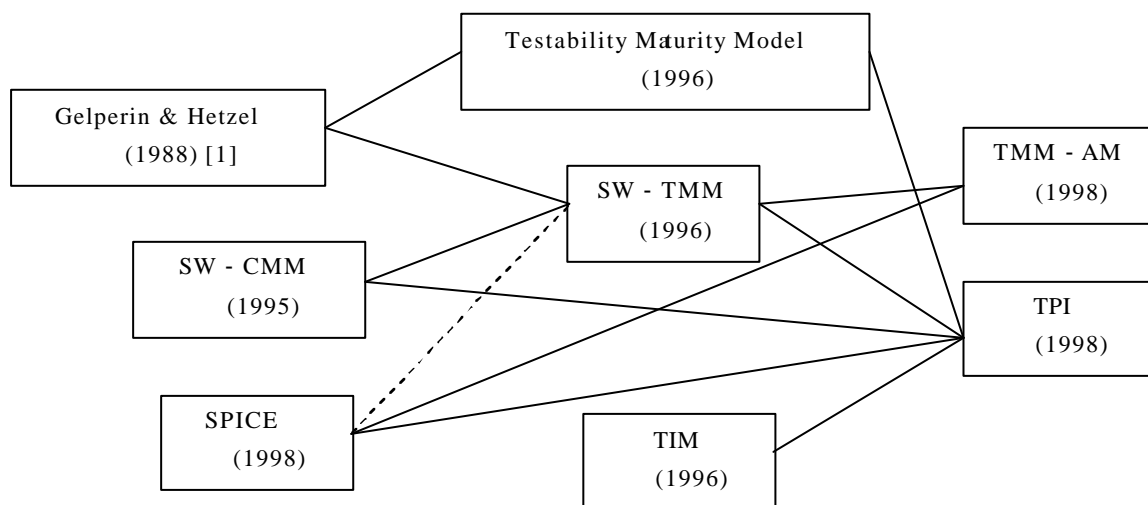 Testability Maturity Model
(1996)
Gelperin & Hetzel
(1988) [1]
TMM - AM
(1998)
SW - TMM
(1996)
SW - CMM
(1995)
TPI
(1998)
SPICE
(1998)
TIM
(1996)